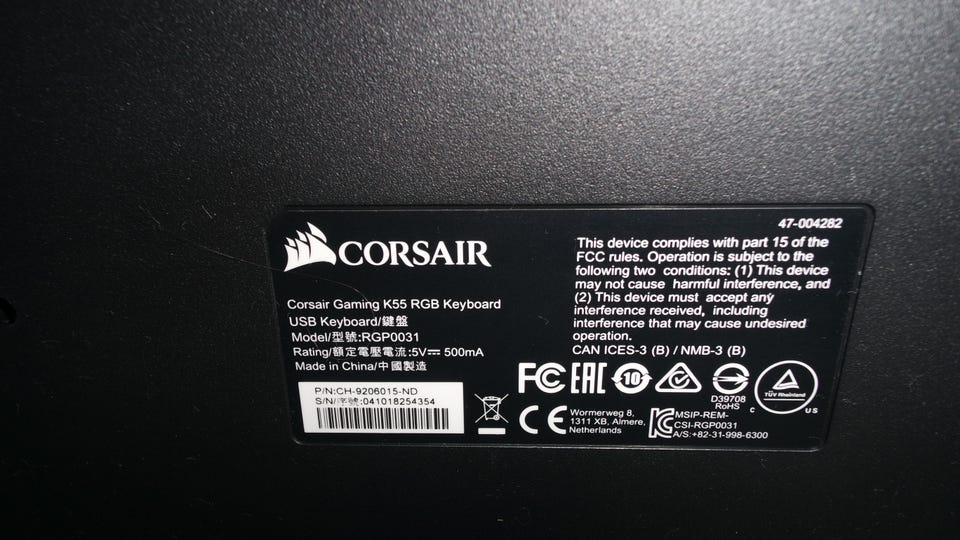 47-004282
CORSAIR
Corsair Gaming K55 RGB Keyboard
USB Keyboard/鍵盤
Model/型號:RGP0031
Rating/額定電壓電流:5V⎓ 500mA
Made in China/中國製造
P/N:CH-9206015-ND
S/N/序號:041018254354
This device complies with part 15 of the
FCC rules. Operation is subject to the
following two conditions: (1) This device
may not cause harmful interference, and
(2) This device must accept any
interference received, including
interference that may cause undesired
operation.
CAN ICES-3 (B) / NMB-3 (B)
FC EAC 10
D39708
RoHS
TÜV Rheinland
C US
CE
Wormerweg 8,
1311 XB, Almere,
Netherlands
MSIP-REM-
CSI-RGP0031
A/S:+82-31-998-6300